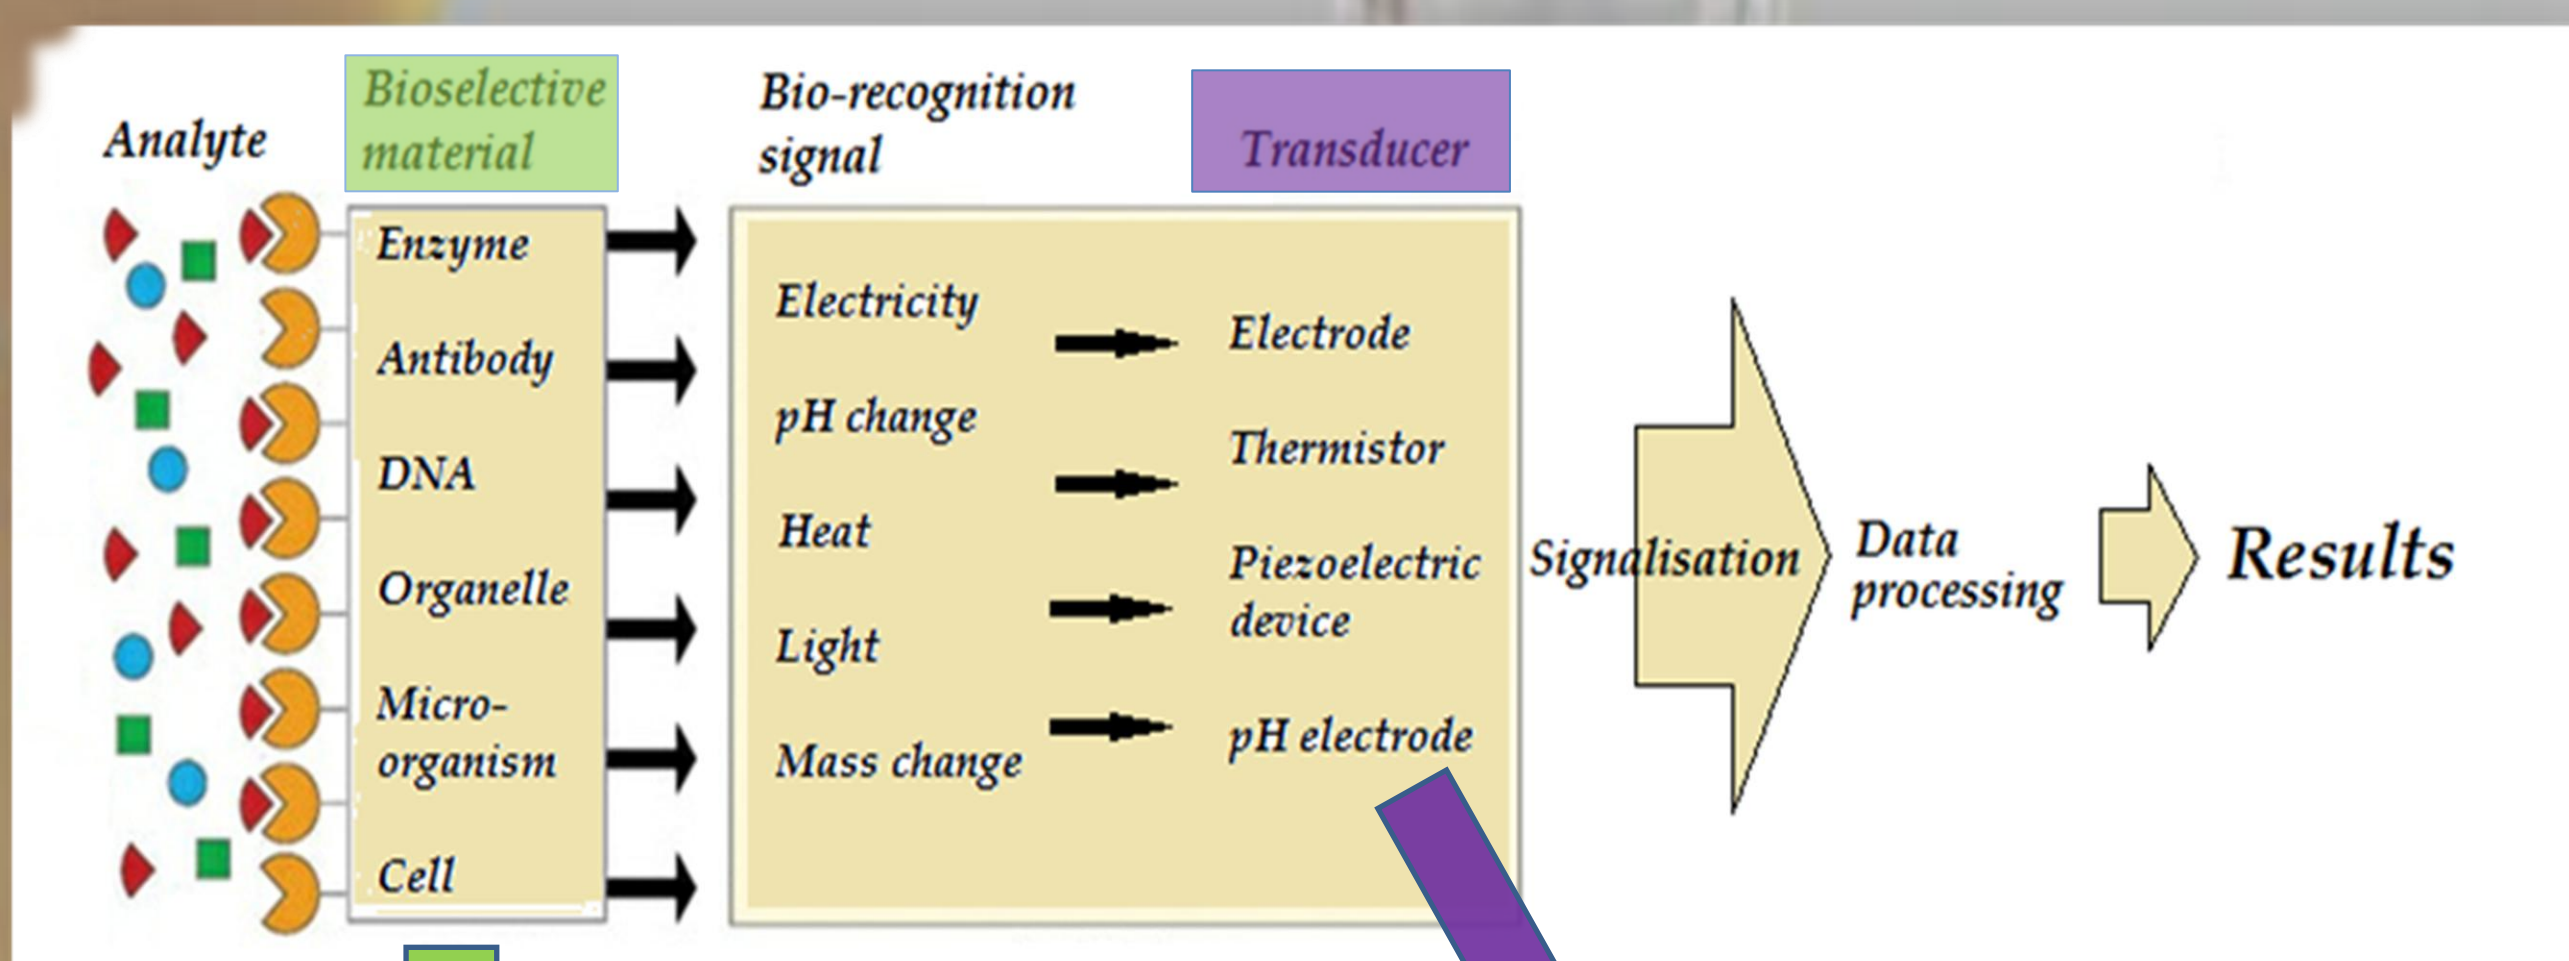 Analyte
Bioselective
material
Bio-recognition
signal
Transducer
Enzyme
Antibody
DNA
Organelle
Micro-
organism
Cell
Electricity
pH change
Heat
Light
Mass change
Electrode
Thermistor
Piezoelectric
device
pH electrode
Signalisation
Data
processing
Results